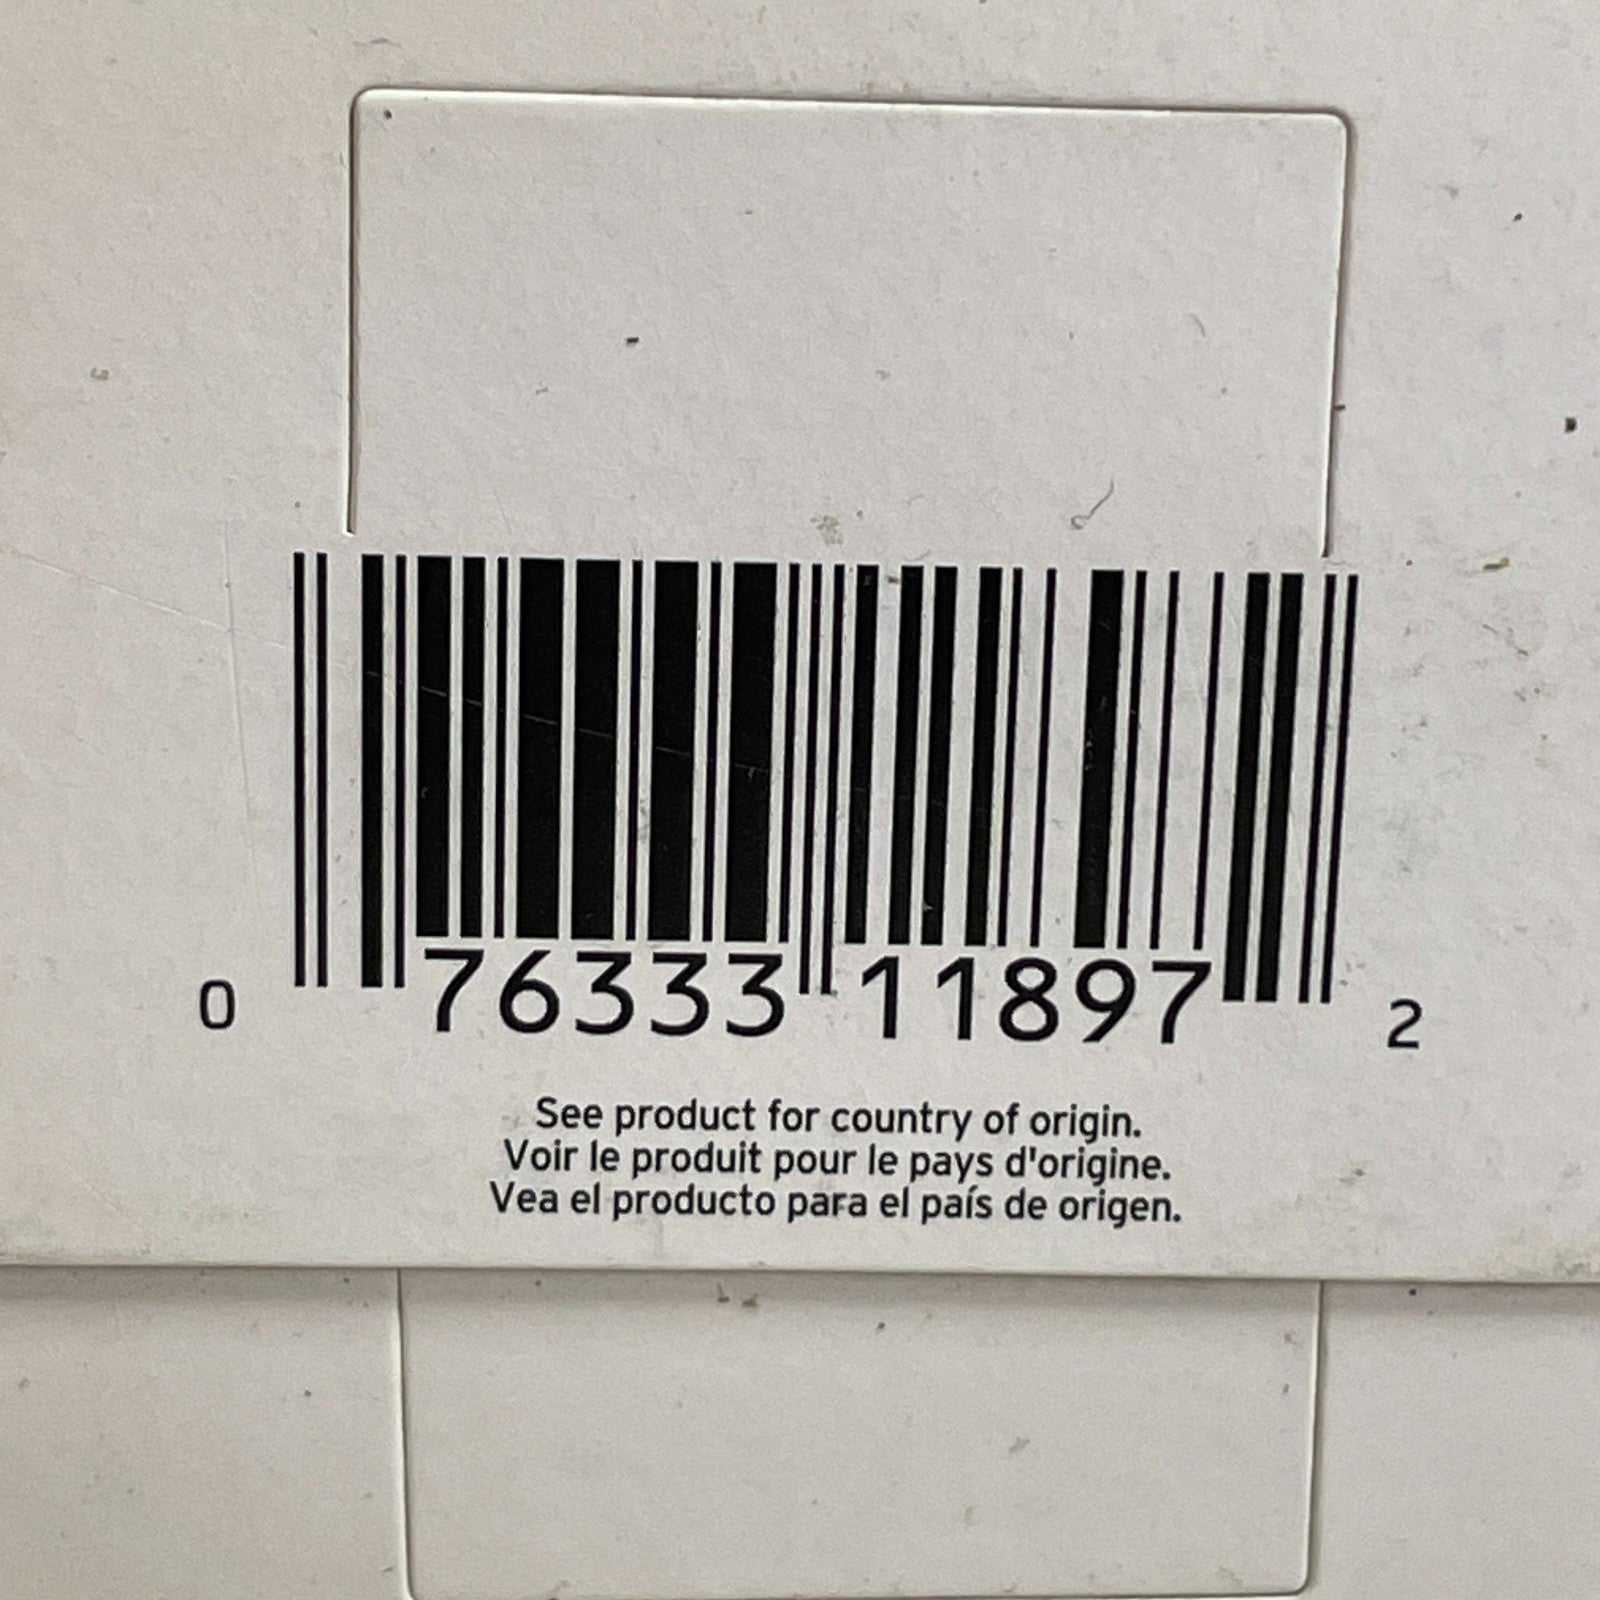 0 76333 11897 2
See product for country of origin.
Voir le produit pour le pays d'origine.
Vea el producto para el país de origen.